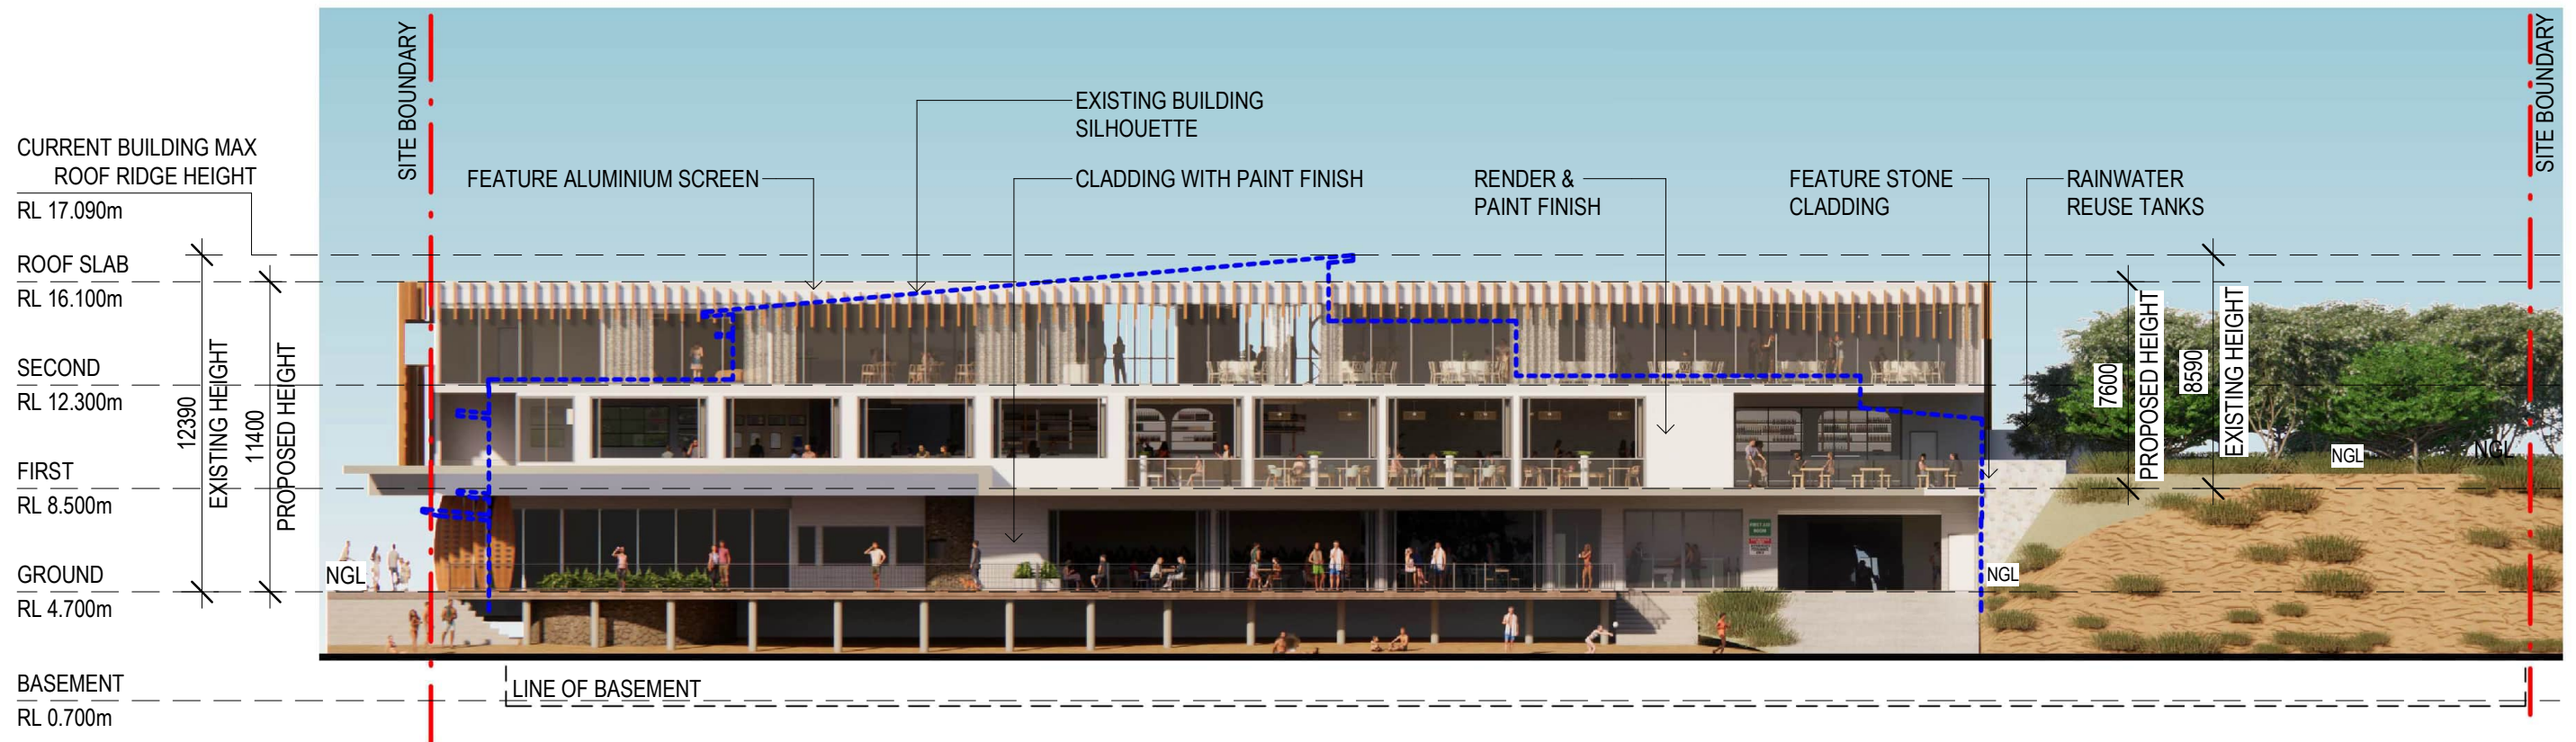 SITE BOUNDARY
SITE BOUNDARY
EXISTING BUILDING
SILHOUETTE
CURRENT BUILDING MAX
ROOF RIDGE HEIGHT
RL 17.090m
FEATURE ALUMINIUM SCREEN
CLADDING WITH PAINT FINISH
RENDER &
PAINT FINISH
FEATURE STONE
CLADDING
RAINWATER
REUSE TANKS
ROOF SLAB
RL 16.100m
SECOND
RL 12.300m
FIRST
RL 8.500m
GROUND
RL 4.700m
BASEMENT
RL 0.700m
12390
EXISTING HEIGHT
11400
PROPOSED HEIGHT
7600
PROPOSED HEIGHT
8590
EXISTING HEIGHT
NGL
NGL
NGL
NGL
LINE OF BASEMENT